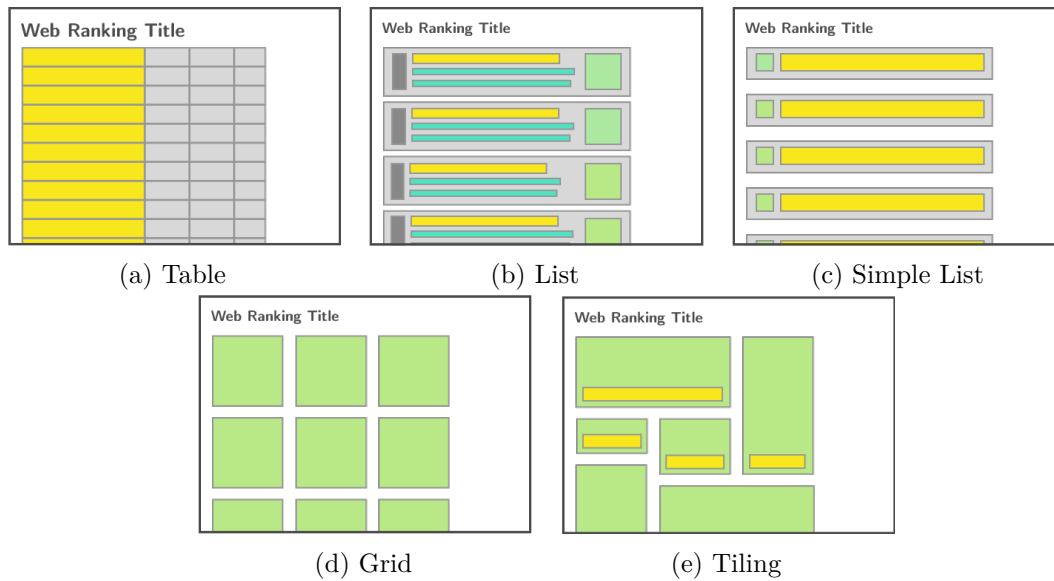 Web Ranking Title
Web Ranking Title
Web Ranking Title
(a) Table
(b) List
(c) Simple List
Web Ranking Title
Web Ranking Title
(d) Grid
(e) Tiling